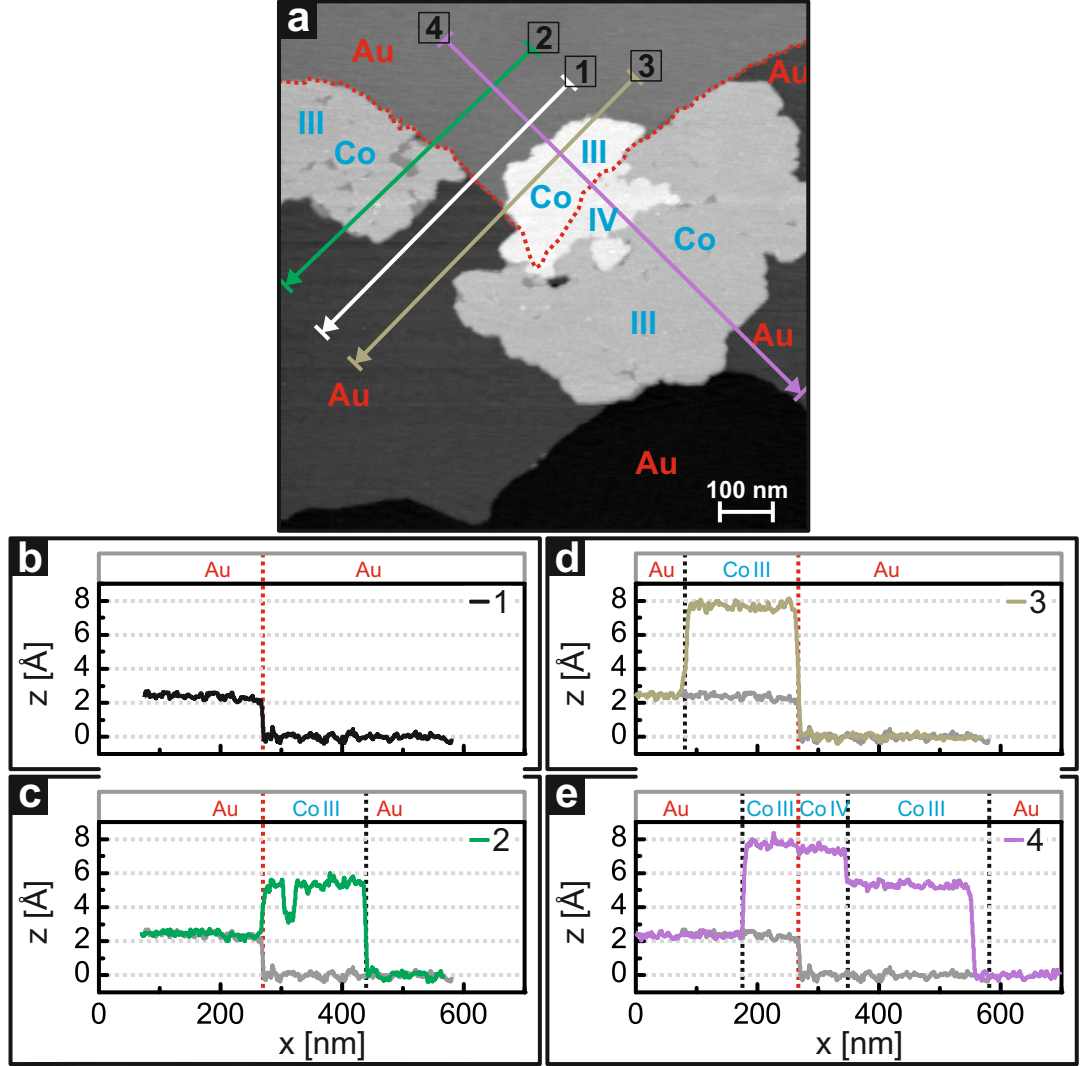 a
4
2
1
3
Au
Au
III
Co
III
Co
IV
Co
III
Au
Au
Au
100 nm
b
Au
Au
1
8
6
4
2
0
z [Å]
d
Au
Co III
Au
3
8
6
4
2
0
z [Å]
c
Au
Co III
Au
2
8
6
4
2
0
z [Å]
0
200
400
600
x [nm]
e
Au
Co III
Co IV
Co III
Au
4
8
6
4
2
0
z [Å]
0
200
400
600
x [nm]